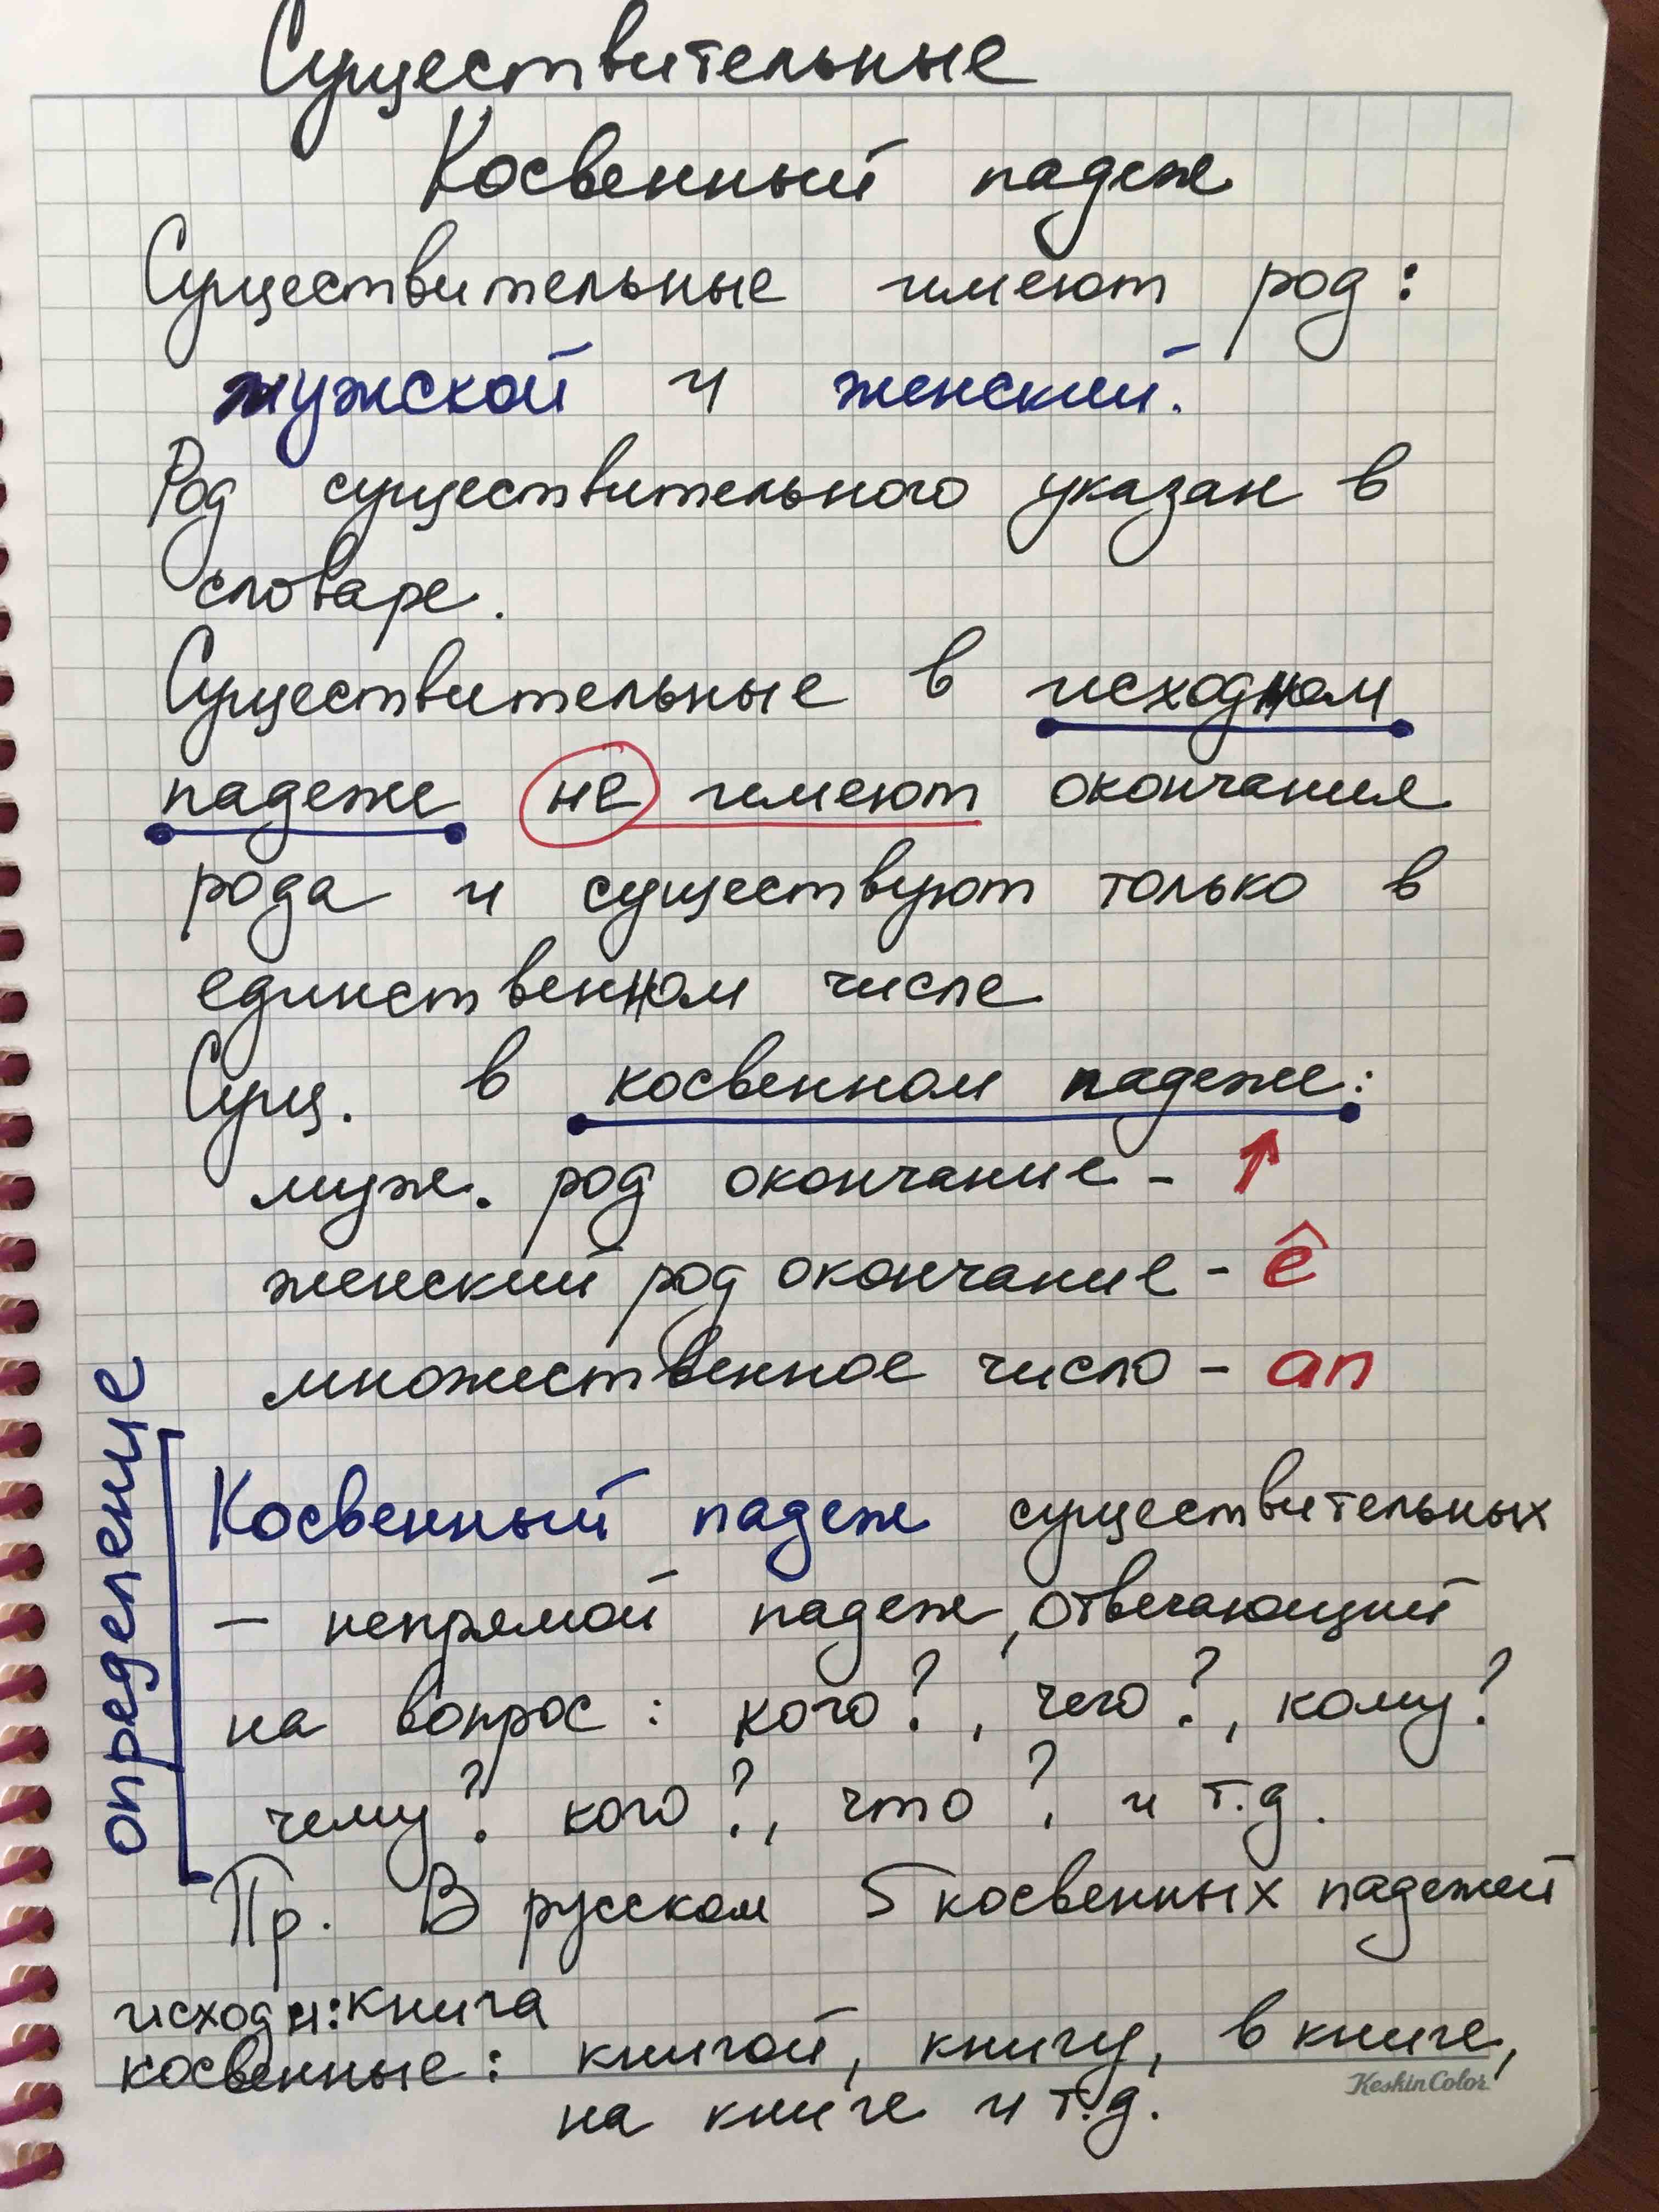 Существительные
Косвенный падеж
Существительные имеют род:
мужской и женский.
Род существительного указан в
словаре.
Существительные в исходном
падеже не имеют окончания
рода и существуют только в
единственном числе
Сущ. в косвенном падеже:
муж. род окончание - ↑
женский род окончание - ê
множественное число - an
определение
Косвенный падеж существительных
- непрямой падеж, отвечающий
на вопрос: кого?, чего?, кому?
чему? кого?, что? и т.д.
Пр. В русском 5 косвенных падежей
исходн: книга
косвенные: книгой, книгу, в книге,
на книге и т.д.
KeskinColor